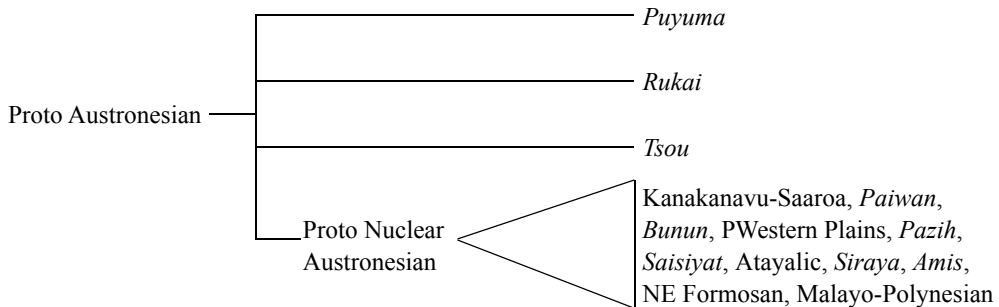 Puyuma
Rukai
Proto Austronesian
Tsou
Proto Nuclear
Austronesian
Kanakanavu-Saaroa, Paiwan,
Bunun, PWestern Plains, Pazih,
Saisiyat, Atayalic, Siraya, Amis,
NE Formosan, Malayo-Polynesian